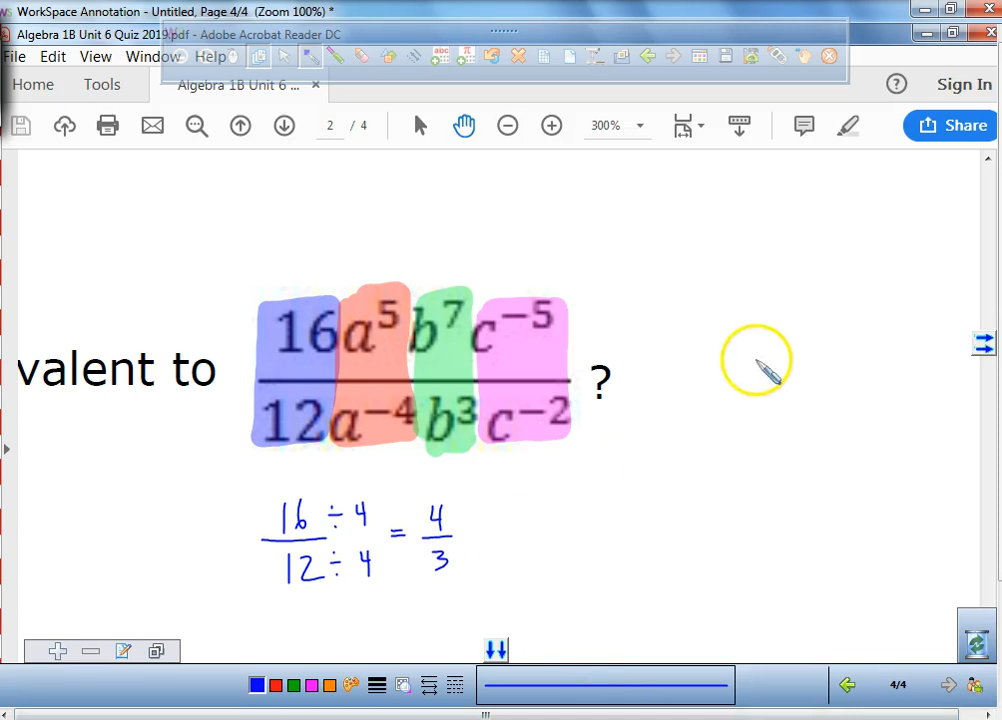 WorkSpace Annotation - Untitled, Page 4/4 (Zoom 100%) *
Algebra 1B Unit 6 Quiz 2019.pdf - Adobe Acrobat Reader DC
File Edit View Window Help
abc π
Home Tools Algebra 1B Unit 6 ... × ? Sign In
2 / 4 300% Share
16a⁵b⁷c⁻⁵
valent to ?
12a⁻⁴b³c⁻²
16 ÷ 4 = 4
12 ÷ 4 3
4/4